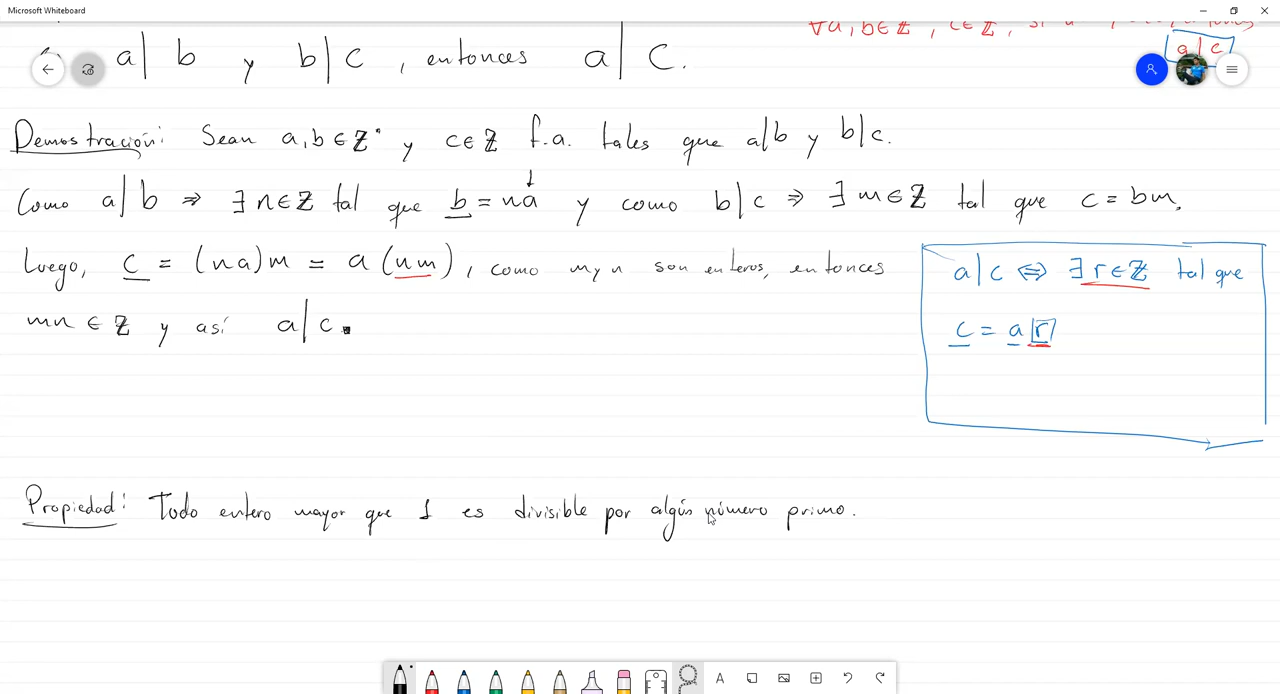 Microsoft Whiteboard
∀a, b ∈ ℤ*, c ∈ ℤ, si a
a|b y b|c, entonces a|c.
a|c
Demostración: Sean a, b ∈ ℤ* y c ∈ ℤ f.a. tales que a|b y b|c.
Como a|b ⇒ ∃ n ∈ ℤ tal que b = na y como b|c ⇒ ∃ m ∈ ℤ tal que c = bm.
Luego, c = (na)m = a(nm), como m y n son enteros, entonces
mn ∈ ℤ y así a|c.
a|c ⇔ ∃ r ∈ ℤ tal que
c = a r
Propiedad: Todo entero mayor que 1 es divisible por algún número primo.
A